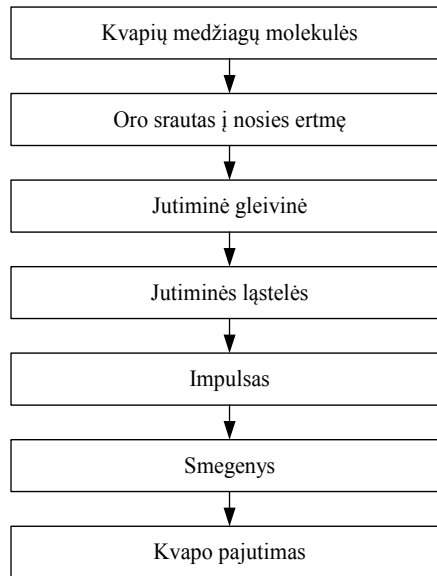 Kvapių medžiagų molekulės
Oro srautas į nosies ertmę
Jutiminė gleivinė
Jutiminės ląstelės
Impulsas
Smegenys
Kvapo pajutimas